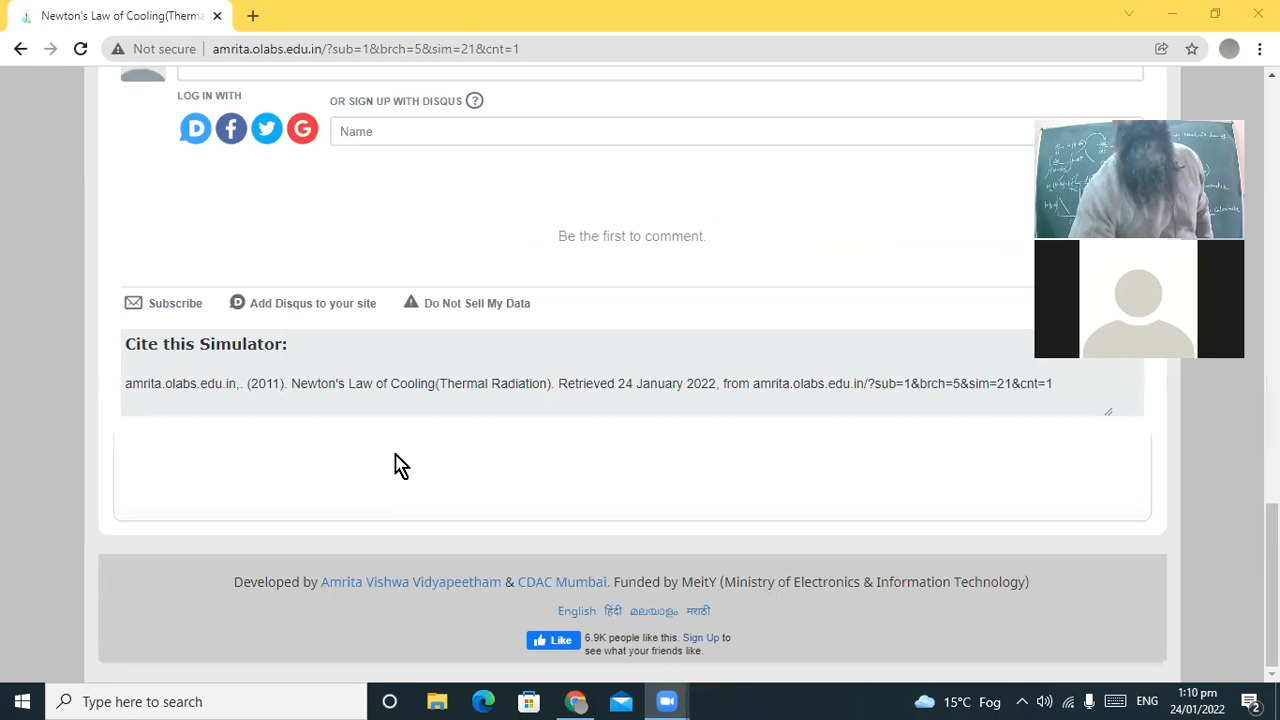 Newton's Law of Cooling(Therma
Not secure
amrita.olabs.edu.in/?sub=1&brch=5&sim=21&cnt=1
LOG IN WITH
OR SIGN UP WITH DISQUS ?
Name
Be the first to comment.
Subscribe
Add Disqus to your site
Do Not Sell My Data
Cite this Simulator:
amrita.olabs.edu.in,. (2011). Newton's Law of Cooling(Thermal Radiation). Retrieved 24 January 2022, from amrita.olabs.edu.in/?sub=1&brch=5&sim=21&cnt=1
Developed by Amrita Vishwa Vidyapeetham & CDAC Mumbai. Funded by MeitY (Ministry of Electronics & Information Technology)
English हिंदी മലയാളം मराठी
Like
6.9K people like this. Sign Up to
see what your friends like.
Type here to search
15°C Fog
ENG
1:10 pm
24/01/2022
2